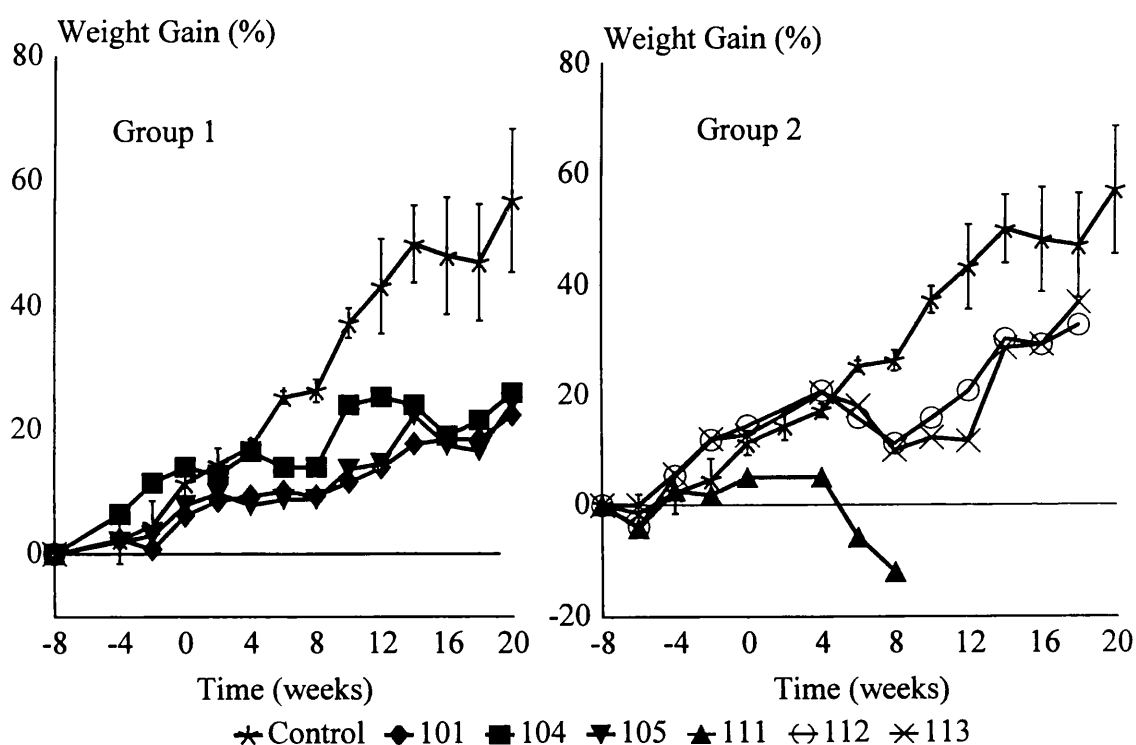 Weight Gain (%)
80
60
40
20
0
Group 1
-8 -4 0 4 8 12 16 20
Time (weeks)
Weight Gain (%)
80
60
40
20
0
-20
Group 2
-8 -4 0 4 8 12 16 20
Time (weeks)
Control 101 104 105 111 112 113